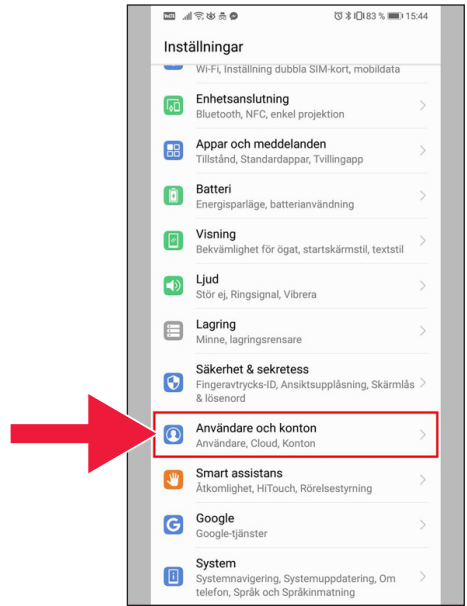 83 % 15:44
Inställningar
Wi-Fi, Inställning dubbla SIM-kort, mobildata
Enhetsanslutning
Bluetooth, NFC, enkel projektion
Appar och meddelanden
Tillstånd, Standardappar, Tvillingapp
Batteri
Energisparläge, batterianvändning
Visning
Bekvämlighet för ögat, startskärmstil, textstil
Ljud
Stör ej, Ringsignal, Vibrera
Lagring
Minne, lagringsrensare
Säkerhet & sekretess
Fingeravtrycks-ID, Ansiktsupplåsning, Skärmlås
& lösenord
Användare och konton
Användare, Cloud, Konton
Smart assistans
Åtkomlighet, HiTouch, Rörelsestyrning
Google
Google-tjänster
System
Systemnavigering, Systemuppdatering, Om
telefon, Språk och Språkinmatning